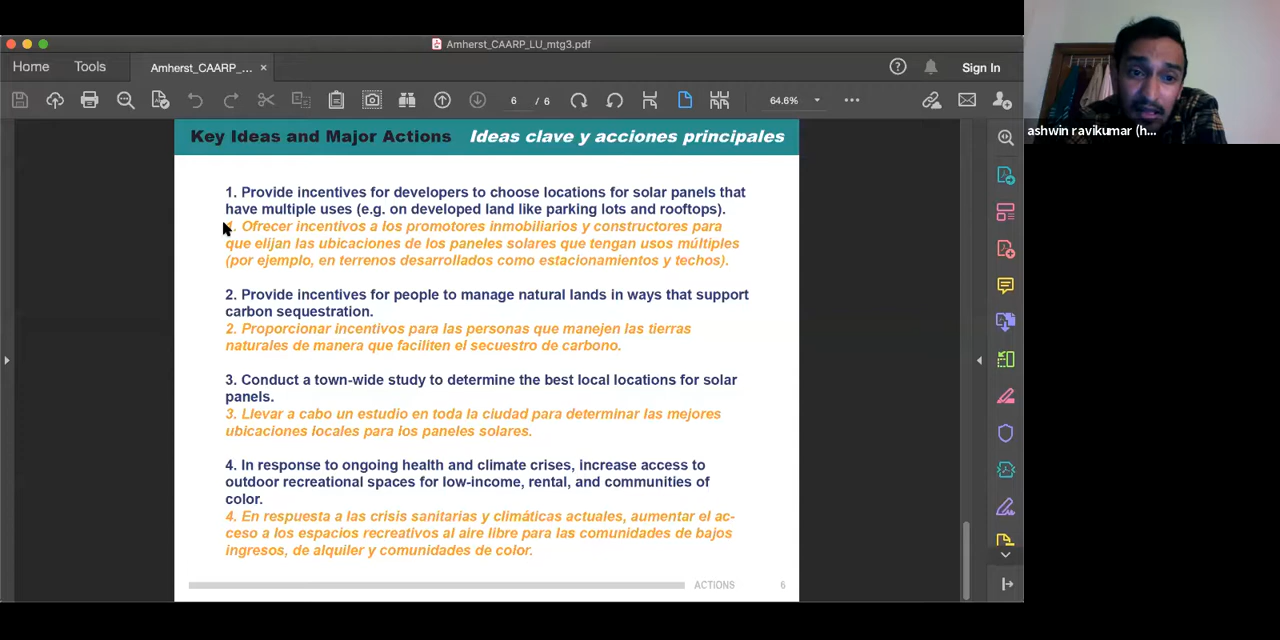 Amherst_CAARP_LU_mtg3.pdf
Home Tools Amherst_CAARP_... × Sign In
6 / 6 64.6%
ashwin ravikumar (h...
Key Ideas and Major Actions Ideas clave y acciones principales
1. Provide incentives for developers to choose locations for solar panels that
have multiple uses (e.g. on developed land like parking lots and rooftops).
1. Ofrecer incentivos a los promotores inmobiliarios y constructores para
que elijan las ubicaciones de los paneles solares que tengan usos múltiples
(por ejemplo, en terrenos desarrollados como estacionamientos y techos).
2. Provide incentives for people to manage natural lands in ways that support
carbon sequestration.
2. Proporcionar incentivos para las personas que manejen las tierras
naturales de manera que faciliten el secuestro de carbono.
3. Conduct a town-wide study to determine the best local locations for solar
panels.
3. Llevar a cabo un estudio en toda la ciudad para determinar las mejores
ubicaciones locales para los paneles solares.
4. In response to ongoing health and climate crises, increase access to
outdoor recreational spaces for low-income, rental, and communities of
color.
4. En respuesta a las crisis sanitarias y climáticas actuales, aumentar el ac-
ceso a los espacios recreativos al aire libre para las comunidades de bajos
ingresos, de alquiler y comunidades de color.
ACTIONS 6